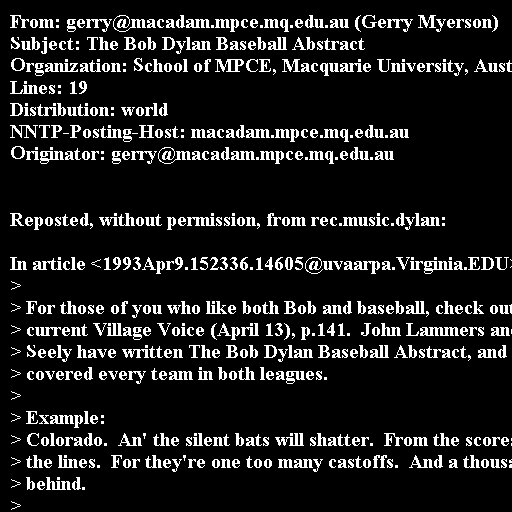 From: gerry@macadam.mpce.mq.edu.au (Gerry Myerson)
Subject: The Bob Dylan Baseball Abstract
Organization: School of MPCE, Macquarie University, Aust
Lines: 19
Distribution: world
NNTP-Posting-Host: macadam.mpce.mq.edu.au
Originator: gerry@macadam.mpce.mq.edu.au
Reposted, without permission, from rec.music.dylan:
In article <1993Apr9.152336.14605@uvaarpa.Virginia.EDU>
>
> For those of you who like both Bob and baseball, check out
> current Village Voice (April 13), p.141.  John Lammers and
> Seely have written The Bob Dylan Baseball Abstract, and
> covered every team in both leagues.
>
> Example:
> Colorado.  An' the silent bats will shatter.  From the scores
> the lines.  For they're one too many castoffs.  And a thousa
> behind.
>